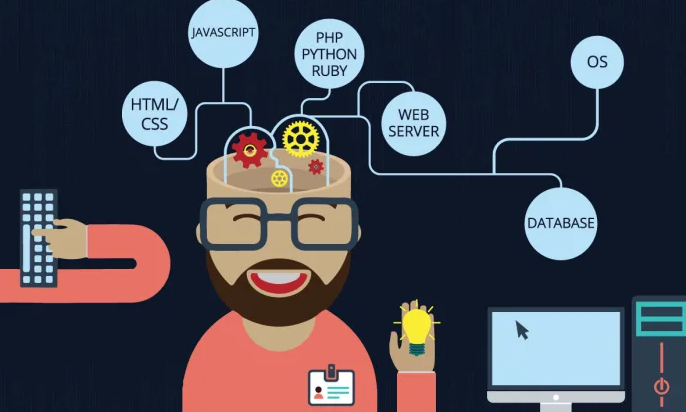 JAVASCRIPT
PHP
PYTHON
RUBY
OS
HTML/
CSS
WEB
SERVER
DATABASE